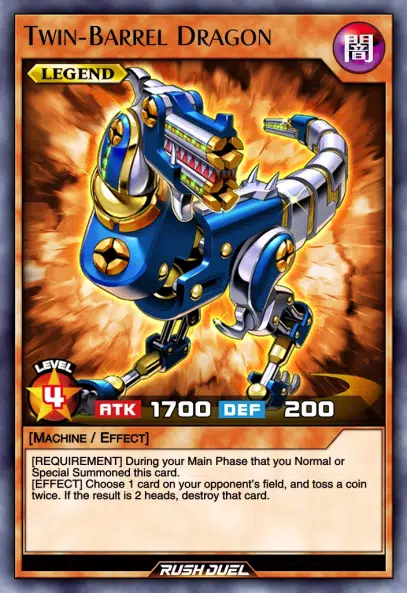 Twin-Barrel Dragon
闇
LEGEND
LEVEL
4
ATK 1700 DEF 200
[Machine / Effect]
[REQUIREMENT] During your Main Phase that you Normal or
Special Summoned this card.
[EFFECT] Choose 1 card on your opponent's field, and toss a coin
twice. If the result is 2 heads, destroy that card.
RUSH DUEL